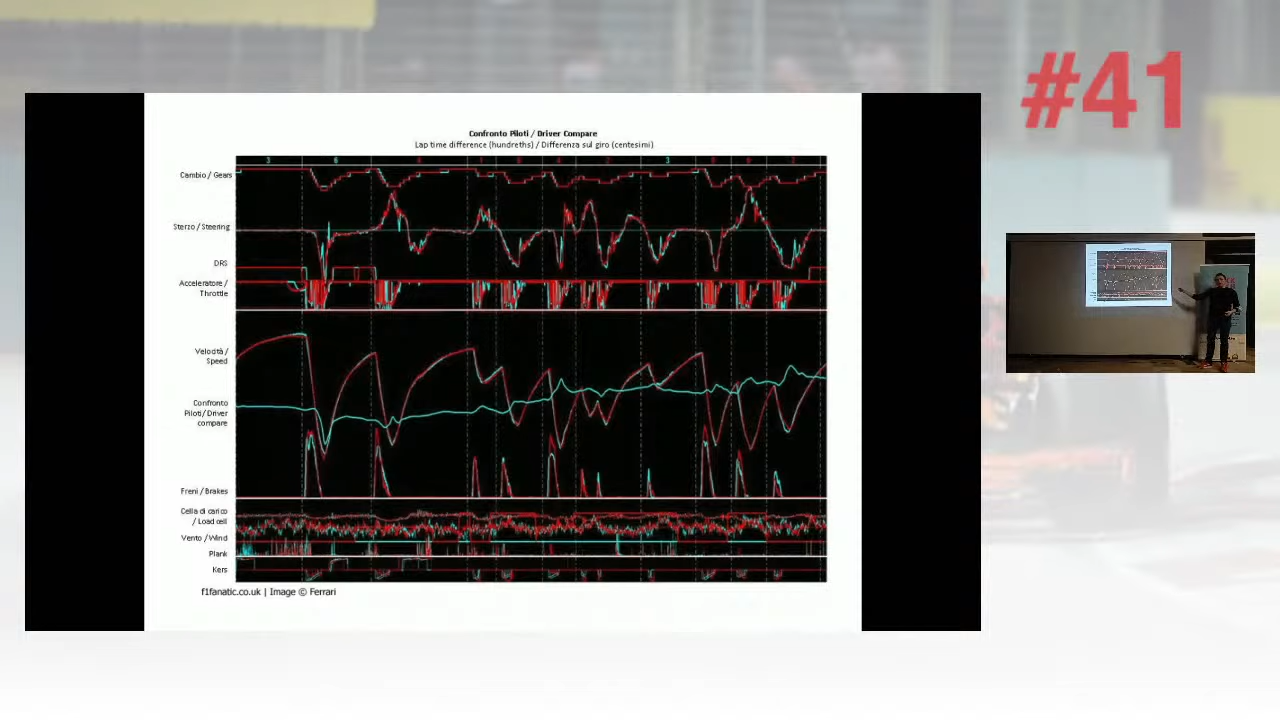 #41
Confronto Piloti / Driver Compare
Lap time difference (hundreths) / Differenza sul giro (centesimi)
Cambio / Gears
Sterzo / Steering
DRS
Acceleratore /
Throttle
Velocità /
Speed
Confronto
Piloti / Driver
compare
Freni / Brakes
Cella di carico
/ Load cell
Vento / Wind
Plank
Kers
f1fanatic.co.uk | Image © Ferrari